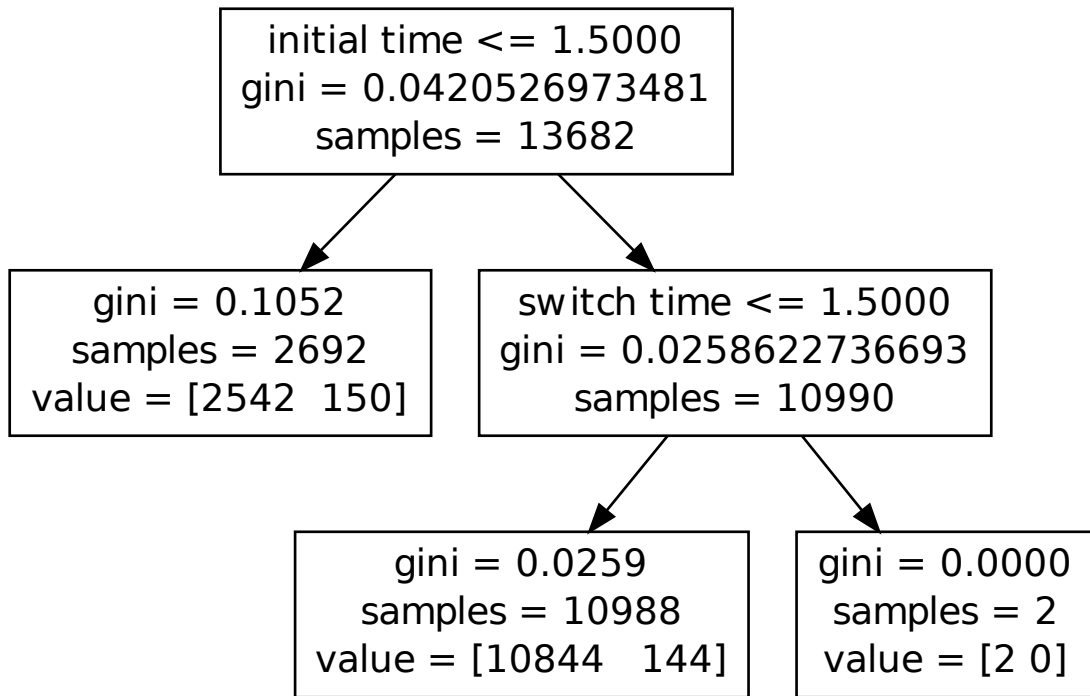 initial time <= 1.5000
gini = 0.0420526973481
samples = 13682
gini = 0.1052
samples = 2692
value = [2542  150]
switch time <= 1.5000
gini = 0.0258622736693
samples = 10990
gini = 0.0259
samples = 10988
value = [10844   144]
gini = 0.0000
samples = 2
value = [2 0]